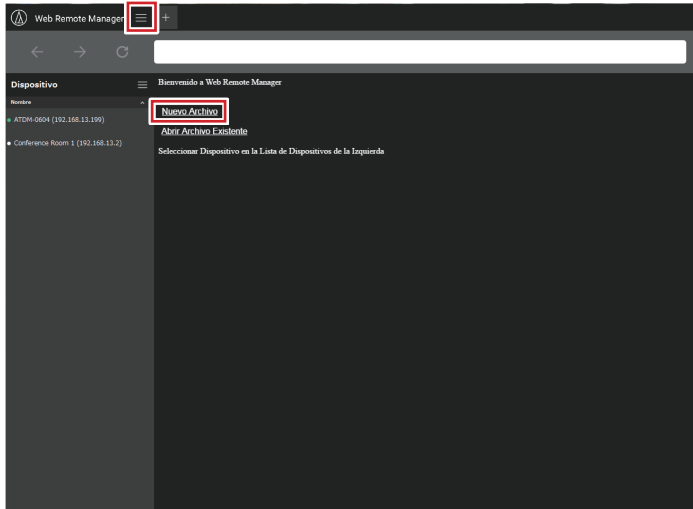 Web Remote Manager
Dispositivo
Nombre
ATDM-0604 (192.168.13.199)
Conference Room 1 (192.168.13.2)
Bienvenido a Web Remote Manager
Nuevo Archivo
Abrir Archivo Existente
Seleccionar Dispositivo en la Lista de Dispositivos de la Izquierda